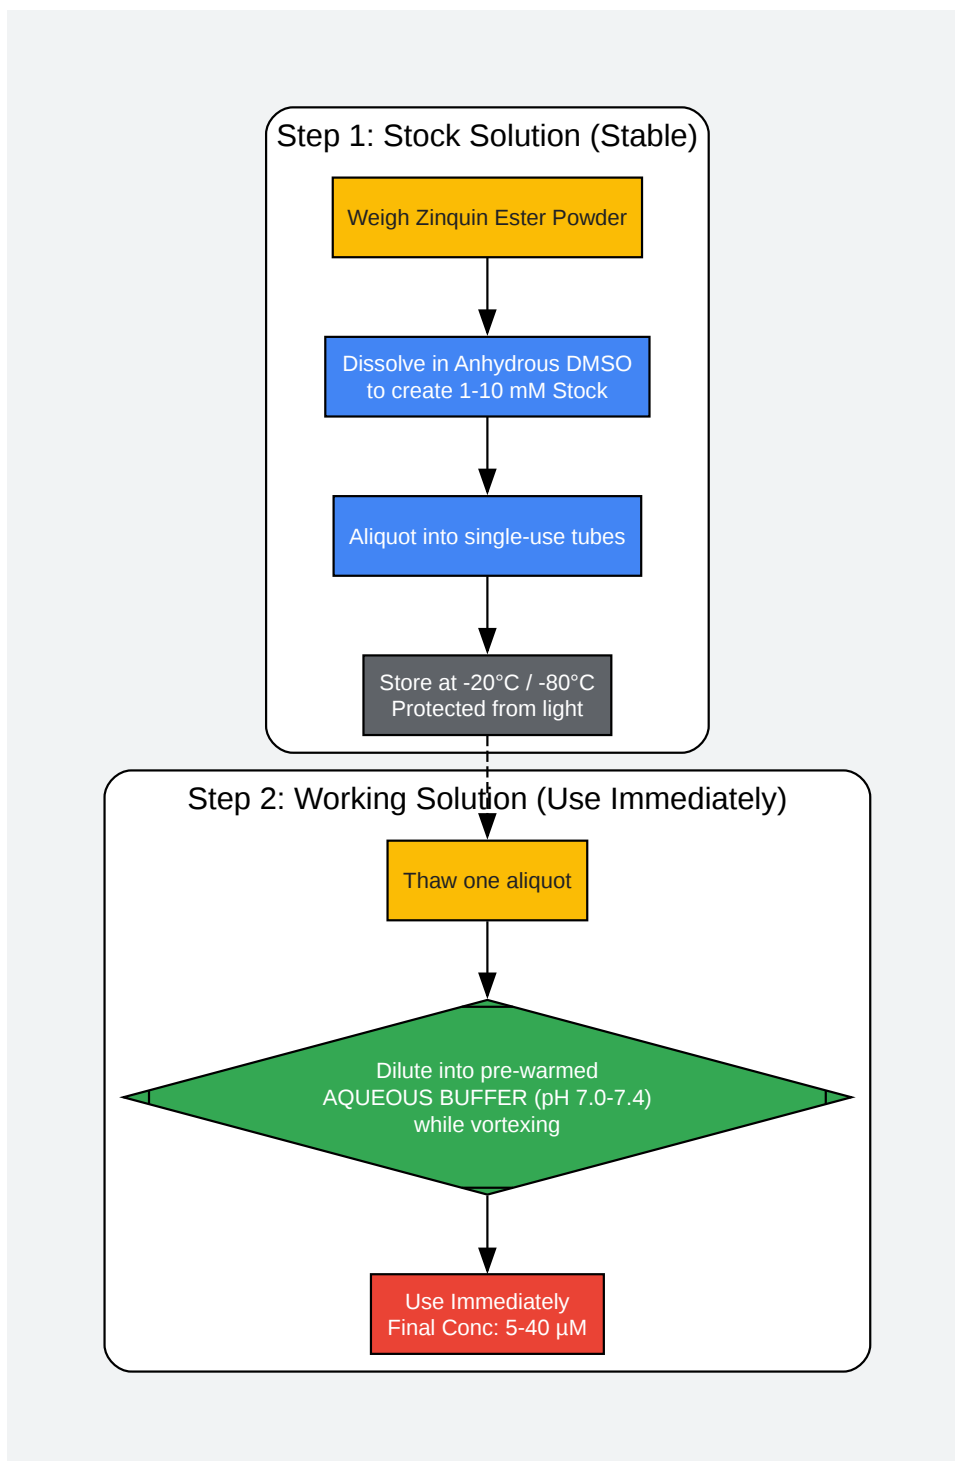 Step 1: Stock Solution (Stable)
Weigh Zinquin Ester Powder
Dissolve in Anhydrous DMSO
to create 1-10 mM Stock
Aliquot into single-use tubes
Store at -20°C / -80°C
Protected from light
Step 2: Working Solution (Use Immediately)
Thaw one aliquot
Dilute into pre-warmed
AQUEOUS BUFFER (pH 7.0-7.4)
while vortexing
Use Immediately
Final Conc: 5-40 µM